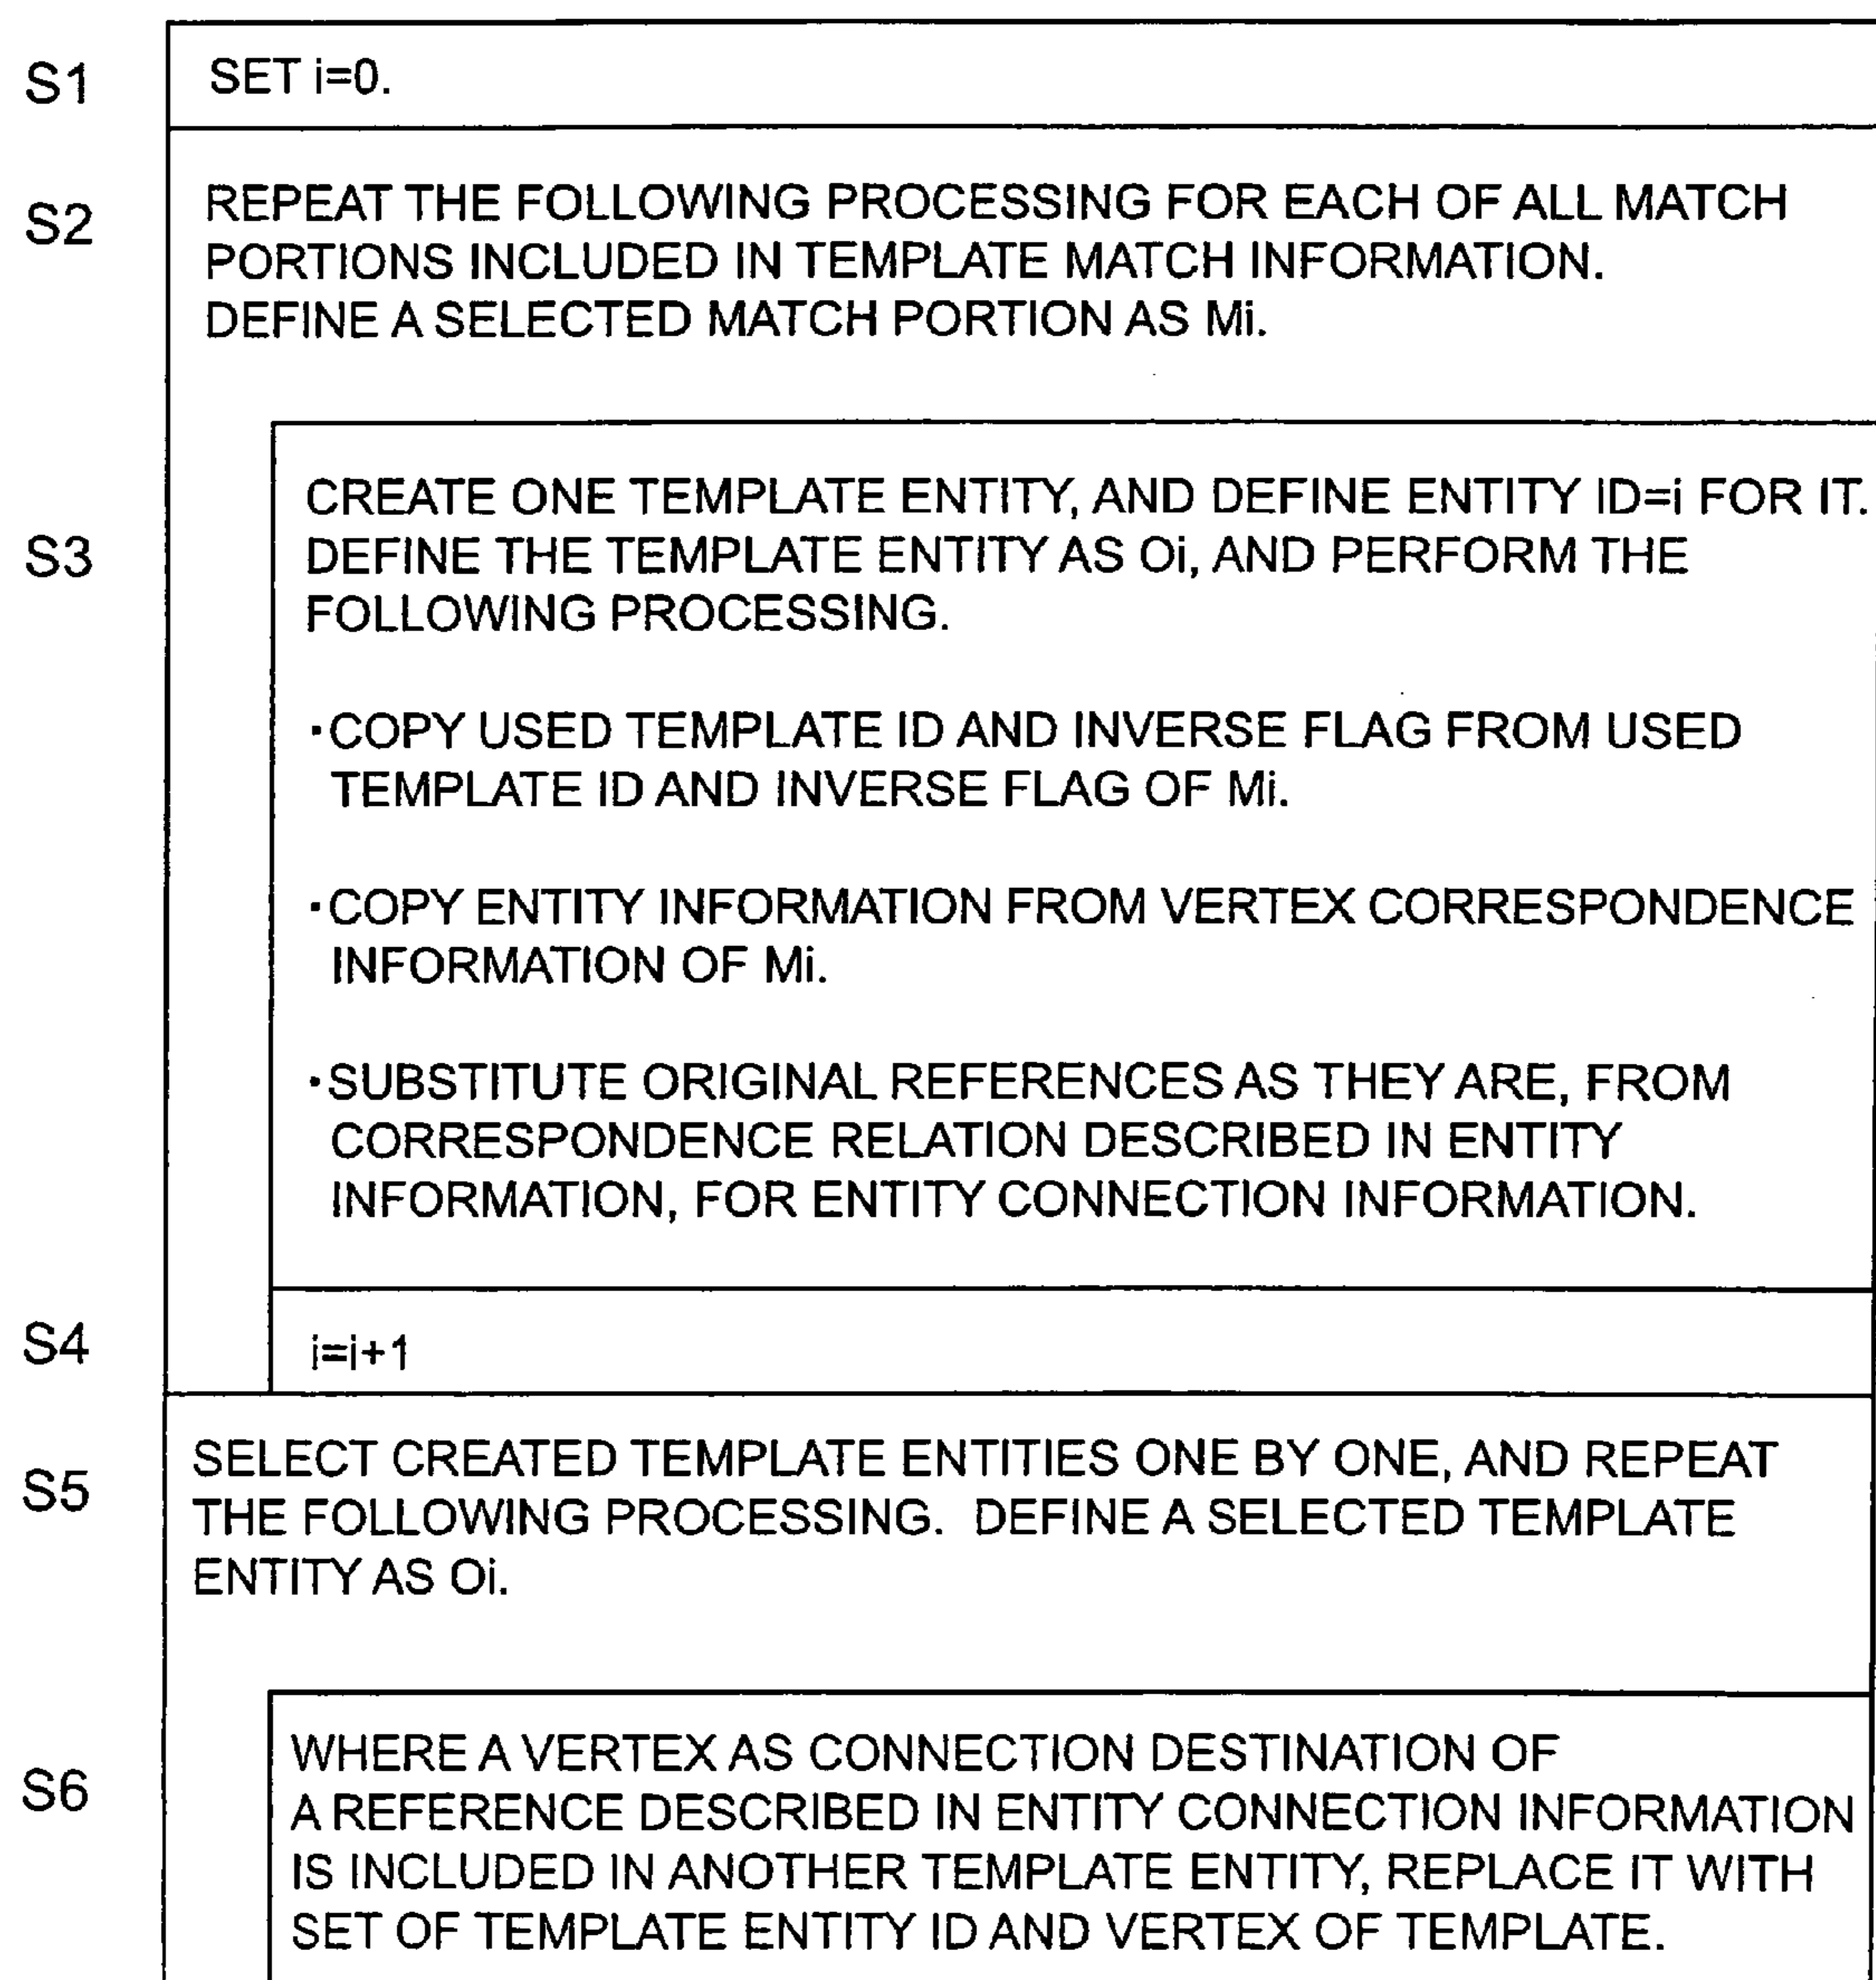 S1
SET i=0.
S2
REPEAT THE FOLLOWING PROCESSING FOR EACH OF ALL MATCH
PORTIONS INCLUDED IN TEMPLATE MATCH INFORMATION.
DEFINE A SELECTED MATCH PORTION AS Mi.
S3
CREATE ONE TEMPLATE ENTITY, AND DEFINE ENTITY ID=i FOR IT.
DEFINE THE TEMPLATE ENTITY AS Oi, AND PERFORM THE
FOLLOWING PROCESSING.
・COPY USED TEMPLATE ID AND INVERSE FLAG FROM USED
TEMPLATE ID AND INVERSE FLAG OF Mi.
・COPY ENTITY INFORMATION FROM VERTEX CORRESPONDENCE
INFORMATION OF Mi.
・SUBSTITUTE ORIGINAL REFERENCES AS THEY ARE, FROM
CORRESPONDENCE RELATION DESCRIBED IN ENTITY
INFORMATION, FOR ENTITY CONNECTION INFORMATION.
S4
i=i+1
S5
SELECT CREATED TEMPLATE ENTITIES ONE BY ONE, AND REPEAT
THE FOLLOWING PROCESSING. DEFINE A SELECTED TEMPLATE
ENTITY AS Oi.
S6
WHERE A VERTEX AS CONNECTION DESTINATION OF
A REFERENCE DESCRIBED IN ENTITY CONNECTION INFORMATION
IS INCLUDED IN ANOTHER TEMPLATE ENTITY, REPLACE IT WITH
SET OF TEMPLATE ENTITY ID AND VERTEX OF TEMPLATE.